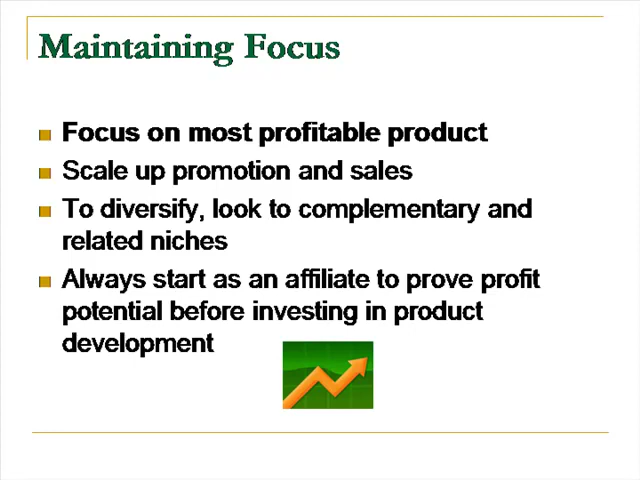 Maintaining Focus
Focus on most profitable product
Scale up promotion and sales
To diversify, look to complementary and
related niches
Always start as an affiliate to prove profit
potential before investing in product
development